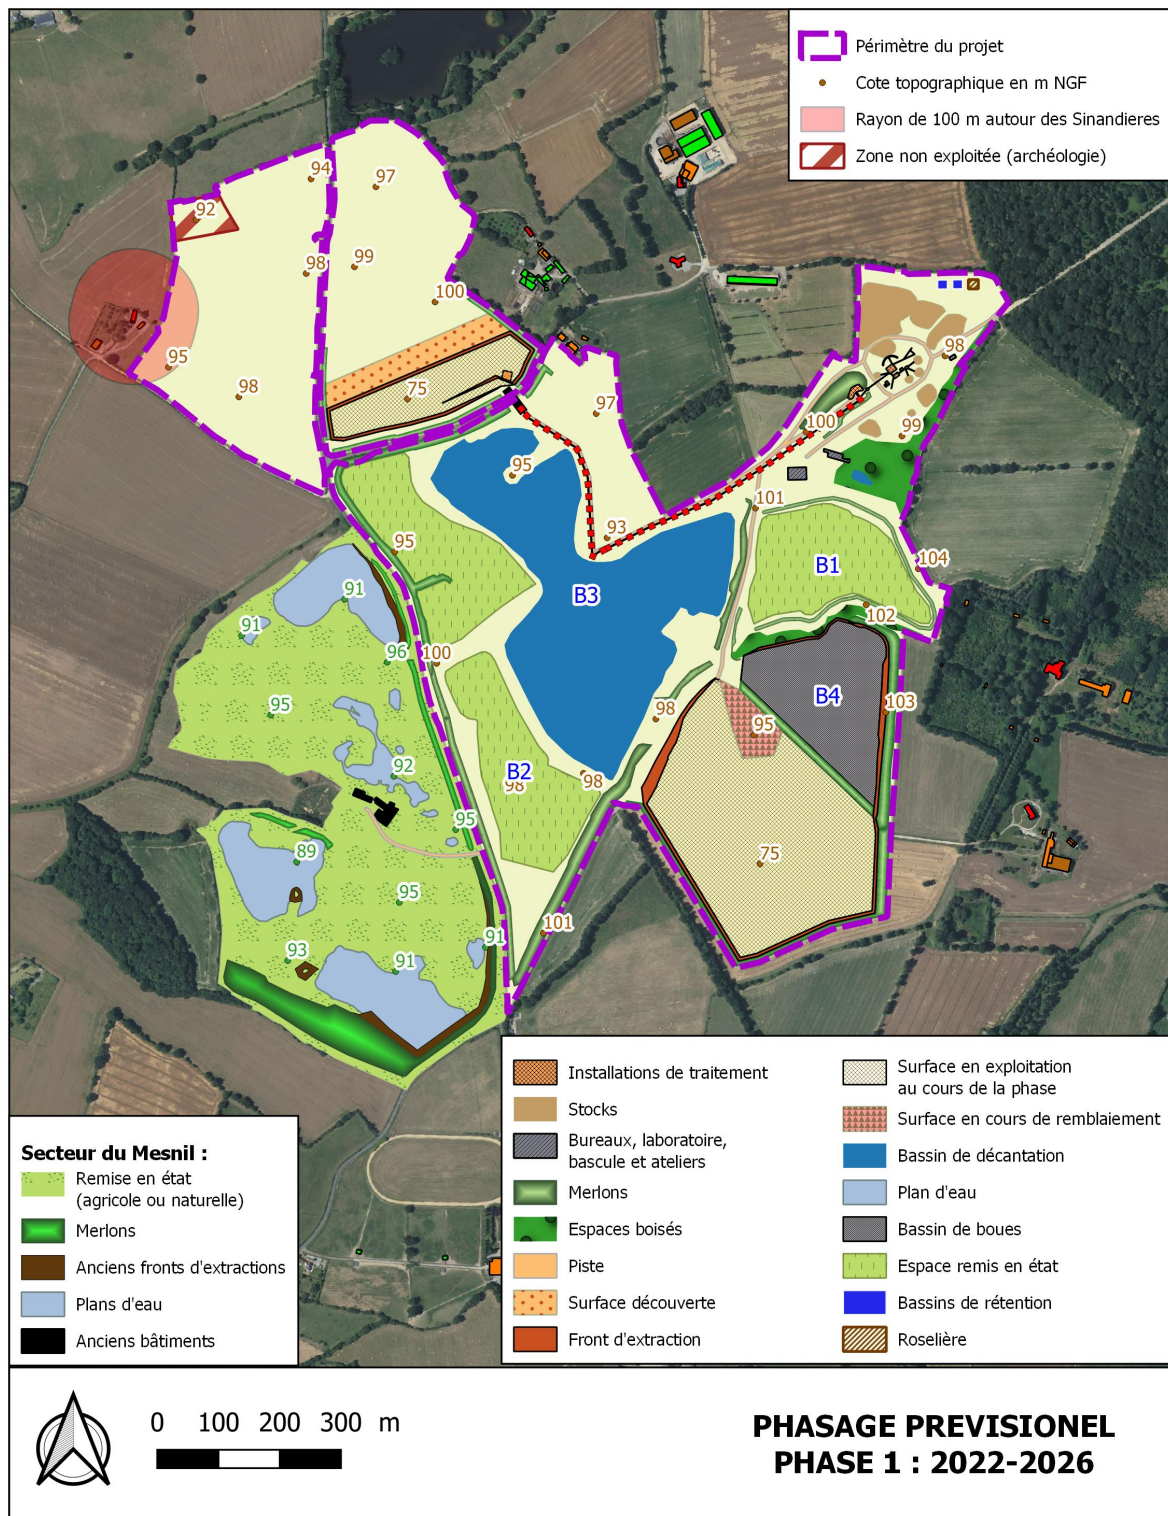 Périmètre du projet
Cote topographique en m NGF
Rayon de 100 m autour des Sinandieres
Zone non exploitée (archéologie)
94
97
92
98
99
100
95
98
75
97
98
100
99
95
93
101
95
B3
B1
104
102
91
91
96
100
95
98
95
B4
103
92
B2
98
98
95
89
75
95
93
91
91
101
Installations de traitement
Stocks
Bureaux, laboratoire,
bascule et ateliers
Merlons
Espaces boisés
Piste
Surface découverte
Front d'extraction
Surface en exploitation
au cours de la phase
Surface en cours de remblaiement
Bassin de décantation
Plan d'eau
Bassin de boues
Espace remis en état
Bassins de rétention
Roselière
Secteur du Mesnil :
Remise en état
(agricole ou naturelle)
Merlons
Anciens fronts d'extractions
Plans d'eau
Anciens bâtiments
0 100 200 300 m
PHASAGE PREVISIONEL
PHASE 1 : 2022-2026